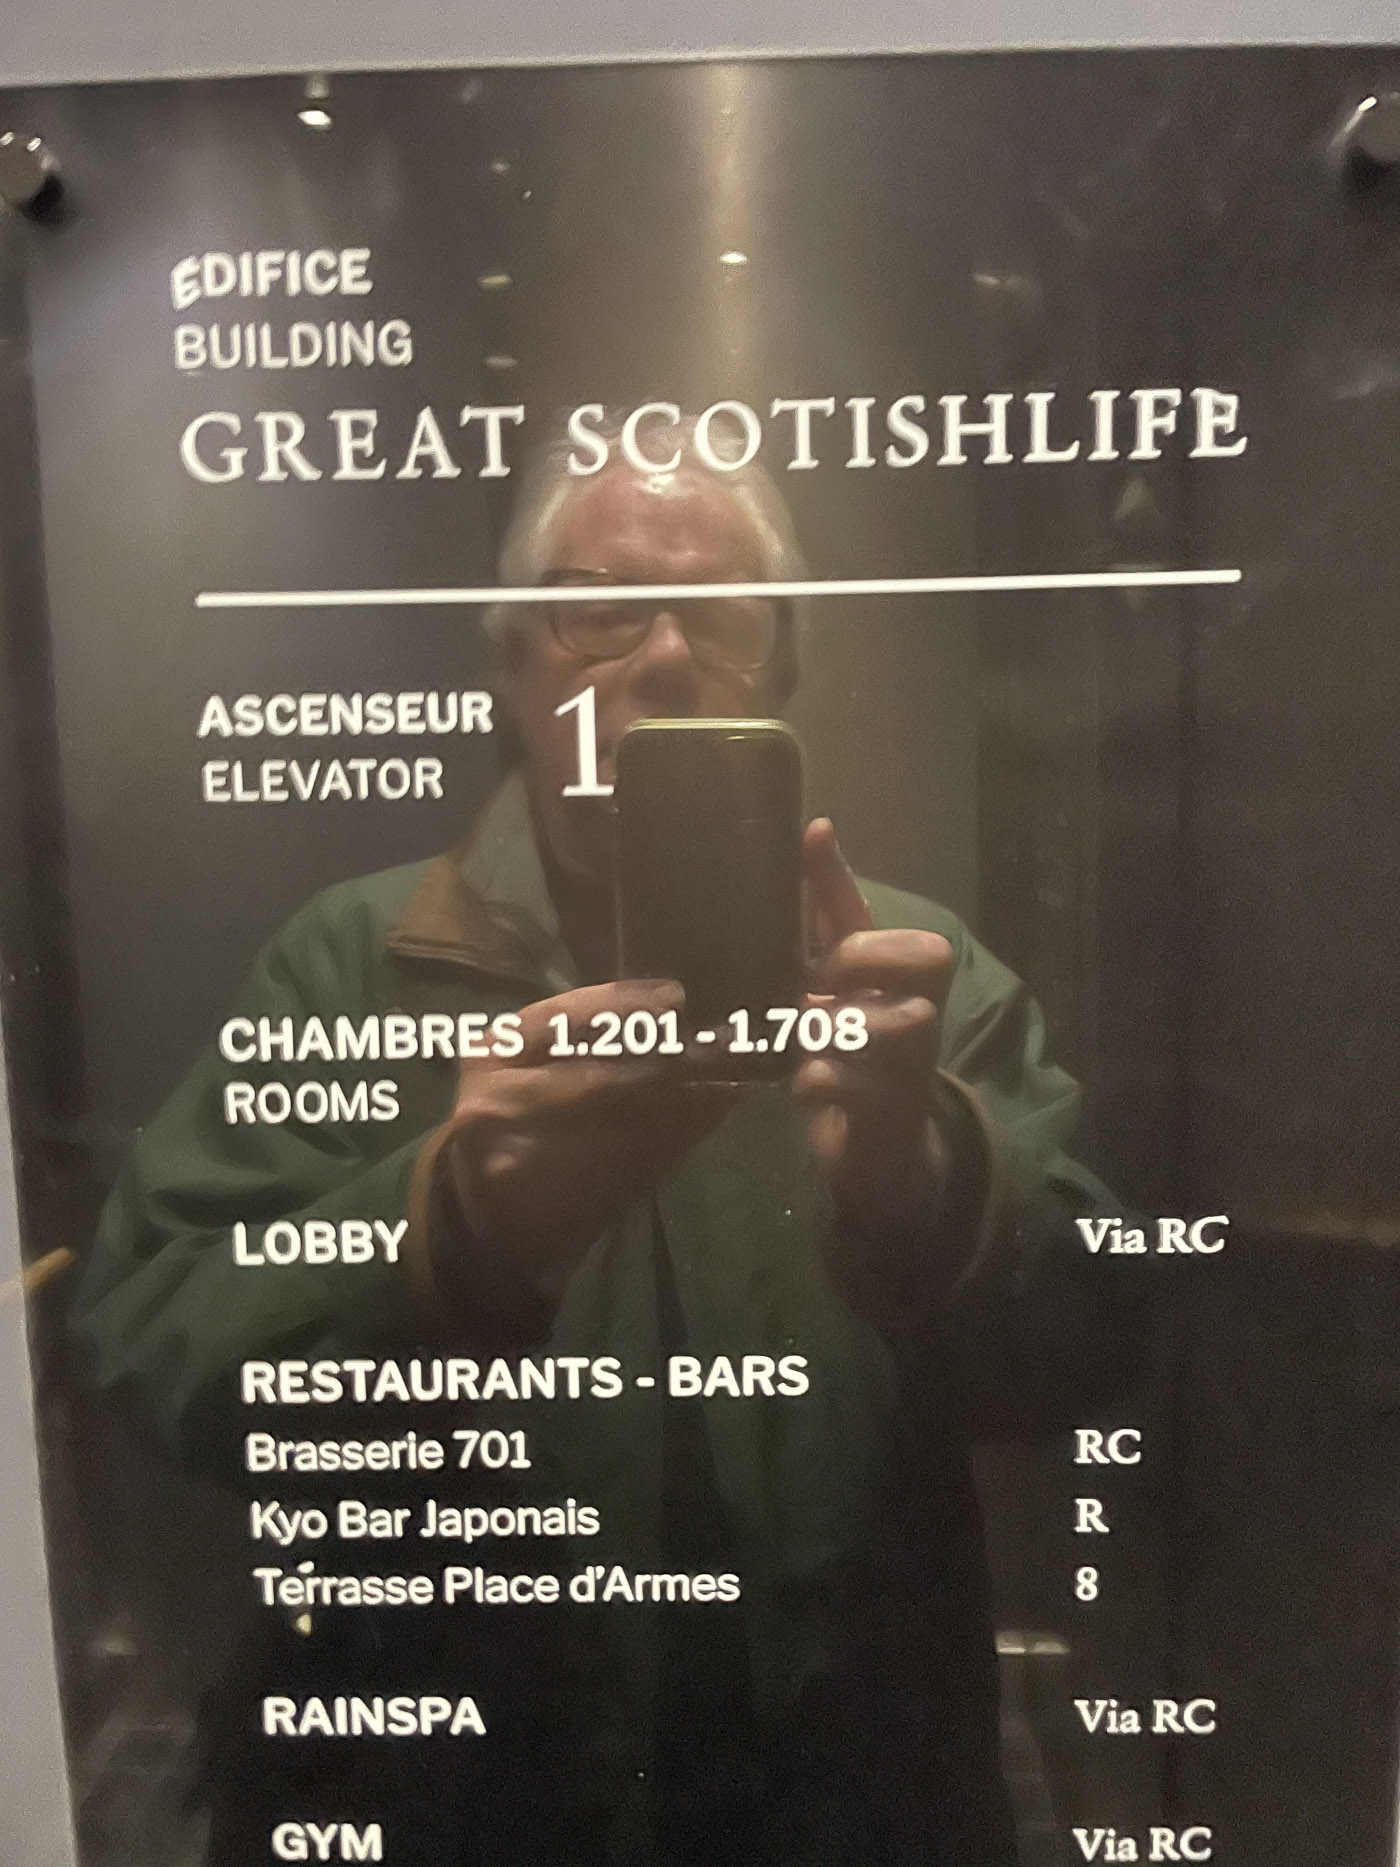 ÉDIFICE
BUILDING
GREAT SCOTISHLIFE
ASCENSEUR 1
ELEVATOR
CHAMBRES 1.201 - 1.708
ROOMS
LOBBY Via RC
RESTAURANTS - BARS
Brasserie 701 RC
Kyo Bar Japonais R
Terrasse Place d'Armes 8
RAINSPA Via RC
GYM Via RC